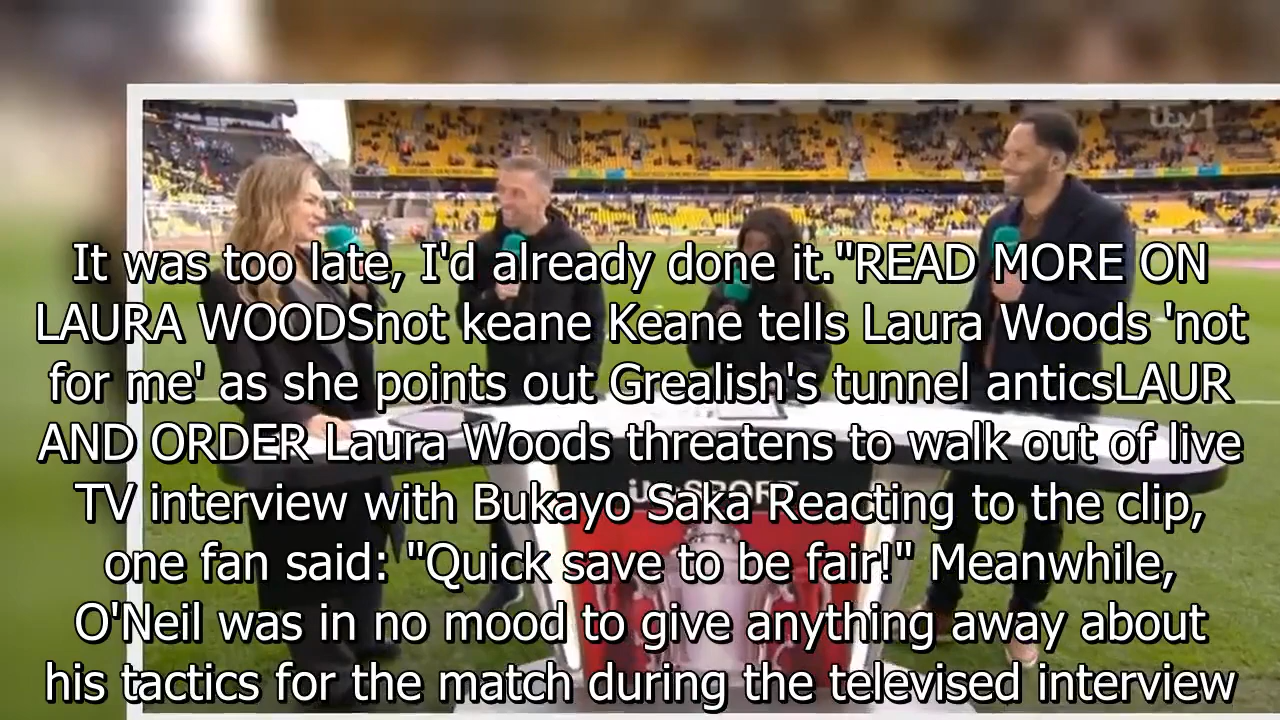 itv1
It was too late, I'd already done it."READ MORE ON
LAURA WOODSnot keane Keane tells Laura Woods 'not
for me' as she points out Grealish's tunnel anticsLAUR
AND ORDER Laura Woods threatens to walk out of live
TV interview with Bukayo Saka Reacting to the clip,
one fan said: "Quick save to be fair!" Meanwhile,
O'Neil was in no mood to give anything away about
his tactics for the match during the televised interview